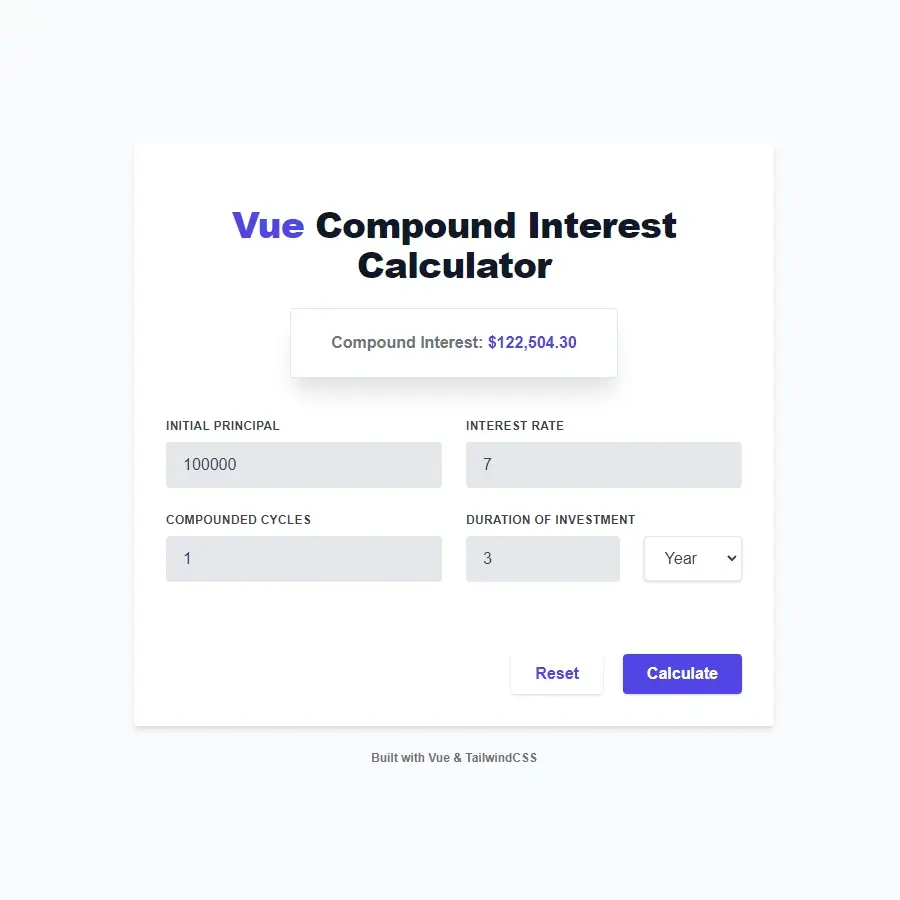 Vue Compound Interest
Calculator
Compound Interest: $122,504.30
INITIAL PRINCIPAL
INTEREST RATE
100000
7
COMPOUNDED CYCLES
DURATION OF INVESTMENT
1
3
Year
Reset
Calculate
Built with Vue & TailwindCSS